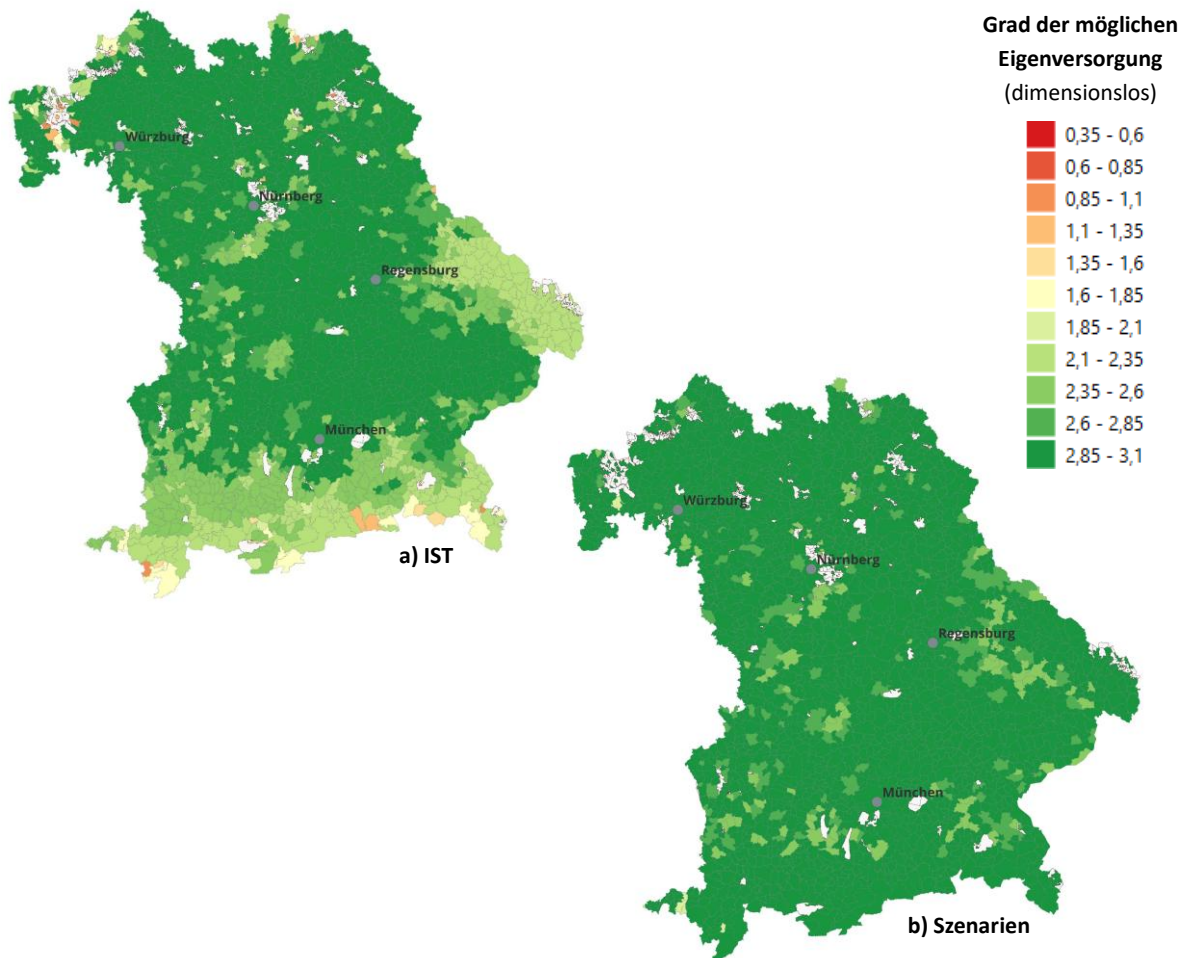 Grad der möglichen
Eigenversorgung
(dimensionslos)
0,35 - 0,6
0,6 - 0,85
0,85 - 1,1
1,1 - 1,35
1,35 - 1,6
1,6 - 1,85
1,85 - 2,1
2,1 - 2,35
2,35 - 2,6
2,6 - 2,85
2,85 - 3,1
Würzburg
Nürnberg
Regensburg
München
a) IST
Würzburg
Nürnberg
Regensburg
München
b) Szenarien